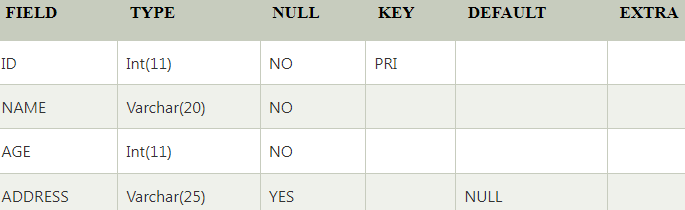 FIELD TYPE NULL KEY DEFAULT EXTRA
ID Int(11) NO PRI
NAME Varchar(20) NO
AGE Int(11) NO
ADDRESS Varchar(25) YES NULL